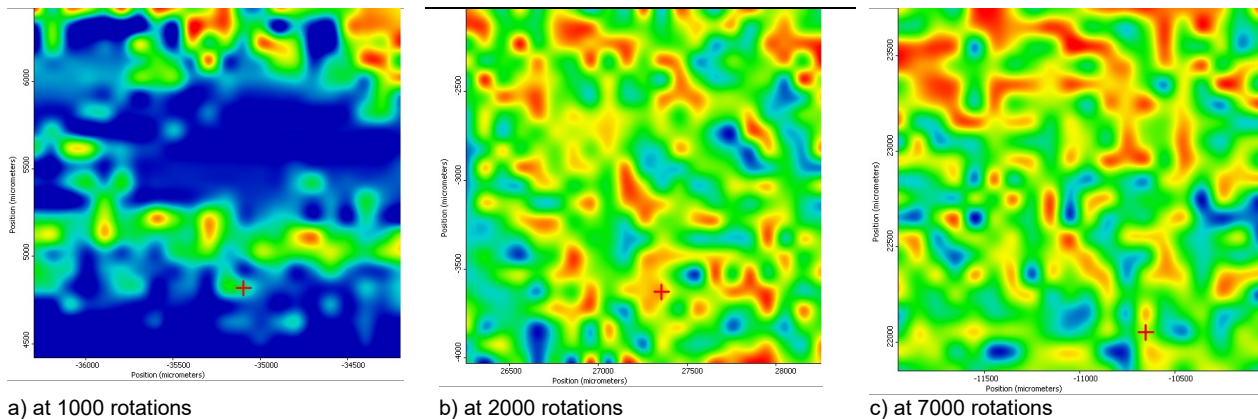 6000
5500
5000
4500
Position (micrometers)
-36000
-35500
-35000
-34500
Position (micrometers)
a) at 1000 rotations
-2500
-3000
-3500
-4000
Position (micrometers)
26500
27000
27500
28000
Position (micrometers)
b) at 2000 rotations
23500
23000
22500
22000
Position (micrometers)
-11500
-11000
-10500
Position (micrometers)
c) at 7000 rotations